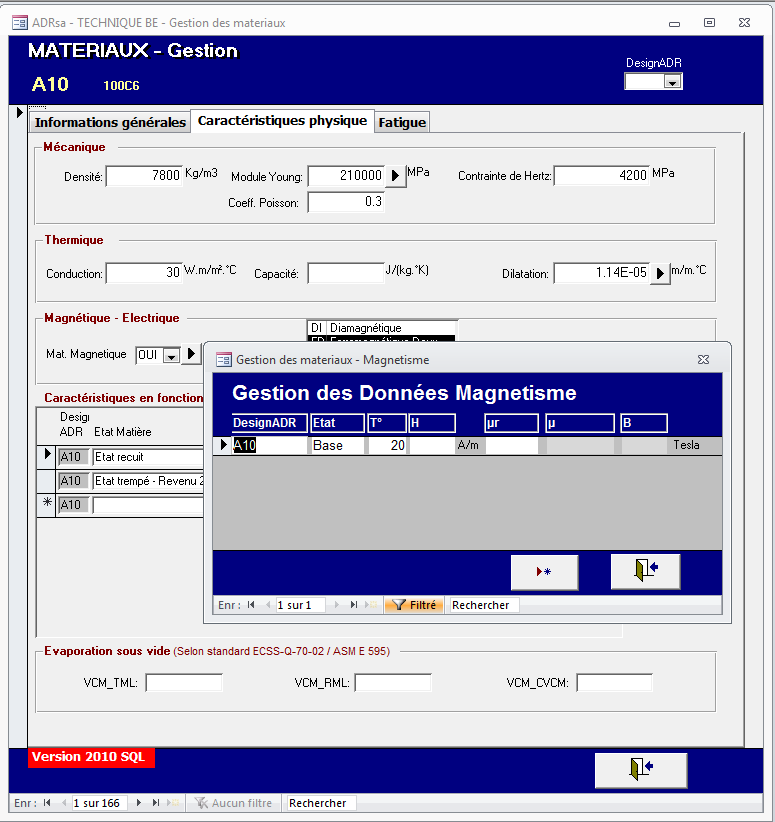 ADRsa - TECHNIQUE BE - Gestion des materiaux
MATERIAUX - Gestion
DesignADR
A10 100C6
Informations générales Caractéristiques physique Fatigue
Mécanique
Densité: 7800 Kg/m3 Module Young: 210000 MPa Contrainte de Hertz: 4200 MPa
Coeff. Poisson: 0.3
Thermique
Conduction: 30 W.m/m².°C Capacité: J/(kg.°K) Dilatation: 1.14E-05 m/m.°C
Magnétique - Electrique
DI Diamagnétique
Mat. Magnetique OUI
Gestion des materiaux - Magnetisme
Gestion des Données Magnetisme
DesignADR Etat T° H µr µ B
A10 Base 20 A/m Tesla
Enr : 1 sur 1 Filtré Rechercher
Caractéristiques en fonction
Design
ADR Etat Matière
A10 Etat recuit
A10 Etat trempé - Revenu 2
A10
Evaporation sous vide (Selon standard ECSS-Q-70-02 / ASM E 595)
VCM_TML: VCM_RML: VCM_CVCM:
Version 2010 SQL
Enr : 1 sur 166 Aucun filtre Rechercher